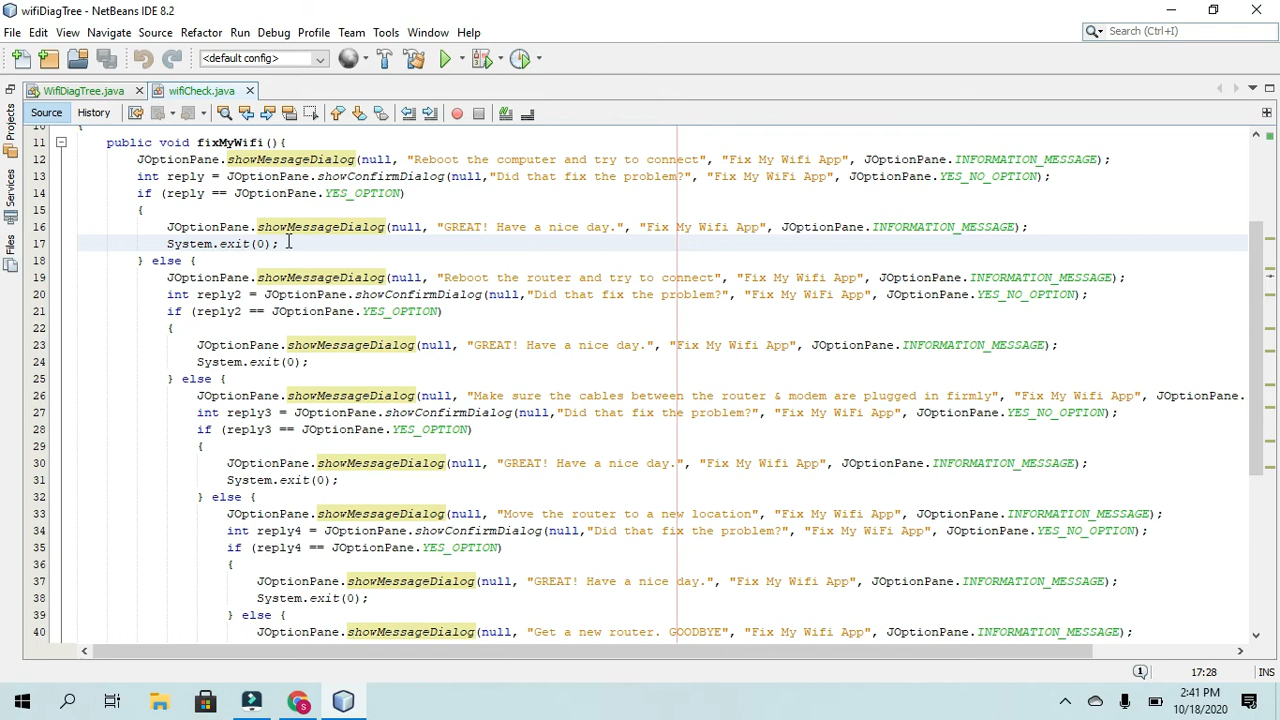 wifiDiagTree - NetBeans IDE 8.2
File Edit View Navigate Source Refactor Run Debug Profile Team Tools Window Help
Search (Ctrl+I)
<default config>
WifiDiagTree.java wifiCheck.java
Source History
Projects
Services
Files
11 public void fixMyWifi(){
12 JOptionPane.showMessageDialog(null, "Reboot the computer and try to connect", "Fix My Wifi App", JOptionPane.INFORMATION_MESSAGE);
13 int reply = JOptionPane.showConfirmDialog(null,"Did that fix the problem?", "Fix My WiFi App", JOptionPane.YES_NO_OPTION);
14 if (reply == JOptionPane.YES_OPTION)
15 {
16 JOptionPane.showMessageDialog(null, "GREAT! Have a nice day.", "Fix My Wifi App", JOptionPane.INFORMATION_MESSAGE);
17 System.exit(0);
18 } else {
19 JOptionPane.showMessageDialog(null, "Reboot the router and try to connect", "Fix My Wifi App", JOptionPane.INFORMATION_MESSAGE);
20 int reply2 = JOptionPane.showConfirmDialog(null,"Did that fix the problem?", "Fix My WiFi App", JOptionPane.YES_NO_OPTION);
21 if (reply2 == JOptionPane.YES_OPTION)
22 {
23 JOptionPane.showMessageDialog(null, "GREAT! Have a nice day.", "Fix My Wifi App", JOptionPane.INFORMATION_MESSAGE);
24 System.exit(0);
25 } else {
26 JOptionPane.showMessageDialog(null, "Make sure the cables between the router & modem are plugged in firmly", "Fix My Wifi App", JOptionPane.
27 int reply3 = JOptionPane.showConfirmDialog(null,"Did that fix the problem?", "Fix My WiFi App", JOptionPane.YES_NO_OPTION);
28 if (reply3 == JOptionPane.YES_OPTION)
29 {
30 JOptionPane.showMessageDialog(null, "GREAT! Have a nice day.", "Fix My Wifi App", JOptionPane.INFORMATION_MESSAGE);
31 System.exit(0);
32 } else {
33 JOptionPane.showMessageDialog(null, "Move the router to a new location", "Fix My Wifi App", JOptionPane.INFORMATION_MESSAGE);
34 int reply4 = JOptionPane.showConfirmDialog(null,"Did that fix the problem?", "Fix My WiFi App", JOptionPane.YES_NO_OPTION);
35 if (reply4 == JOptionPane.YES_OPTION)
36 {
37 JOptionPane.showMessageDialog(null, "GREAT! Have a nice day.", "Fix My Wifi App", JOptionPane.INFORMATION_MESSAGE);
38 System.exit(0);
39 } else {
40 JOptionPane.showMessageDialog(null, "Get a new router. GOODBYE", "Fix My Wifi App", JOptionPane.INFORMATION_MESSAGE);
17:28 INS
2:41 PM
10/18/2020